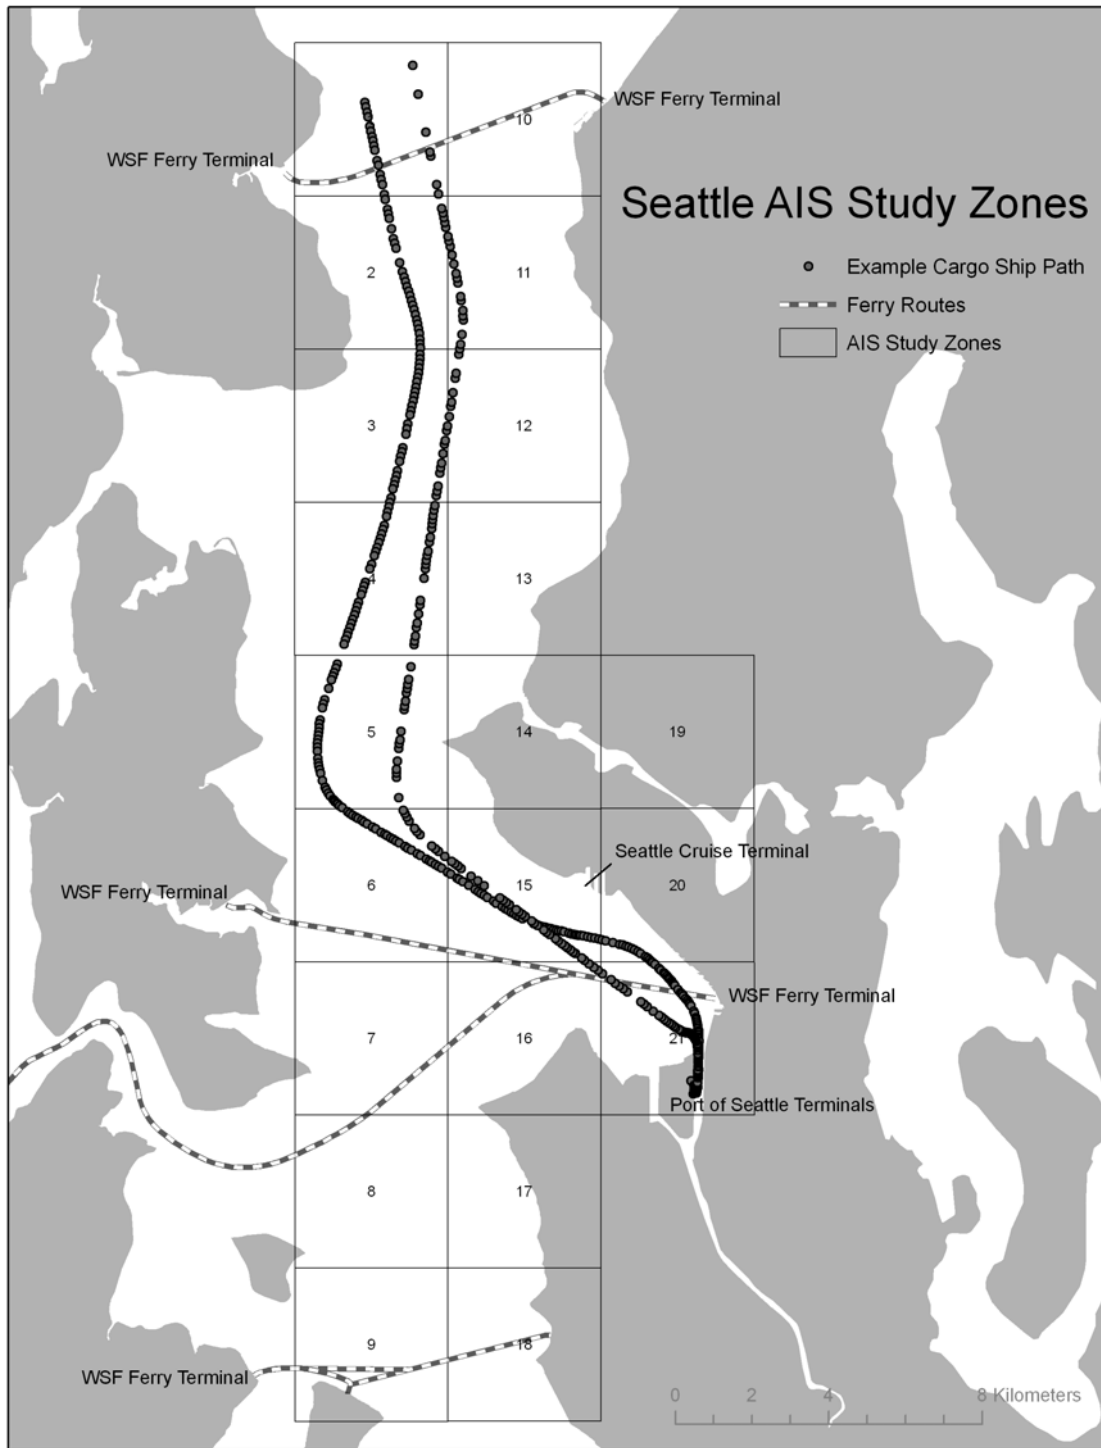 WSF Ferry Terminal
10
WSF Ferry Terminal
Seattle AIS Study Zones
Example Cargo Ship Path
Ferry Routes
AIS Study Zones
2
11
3
12
4
13
5
14
19
Seattle Cruise Terminal
6
15
20
WSF Ferry Terminal
WSF Ferry Terminal
7
16
21
Port of Seattle Terminals
8
17
9
18
WSF Ferry Terminal
0 2 4 8 Kilometers